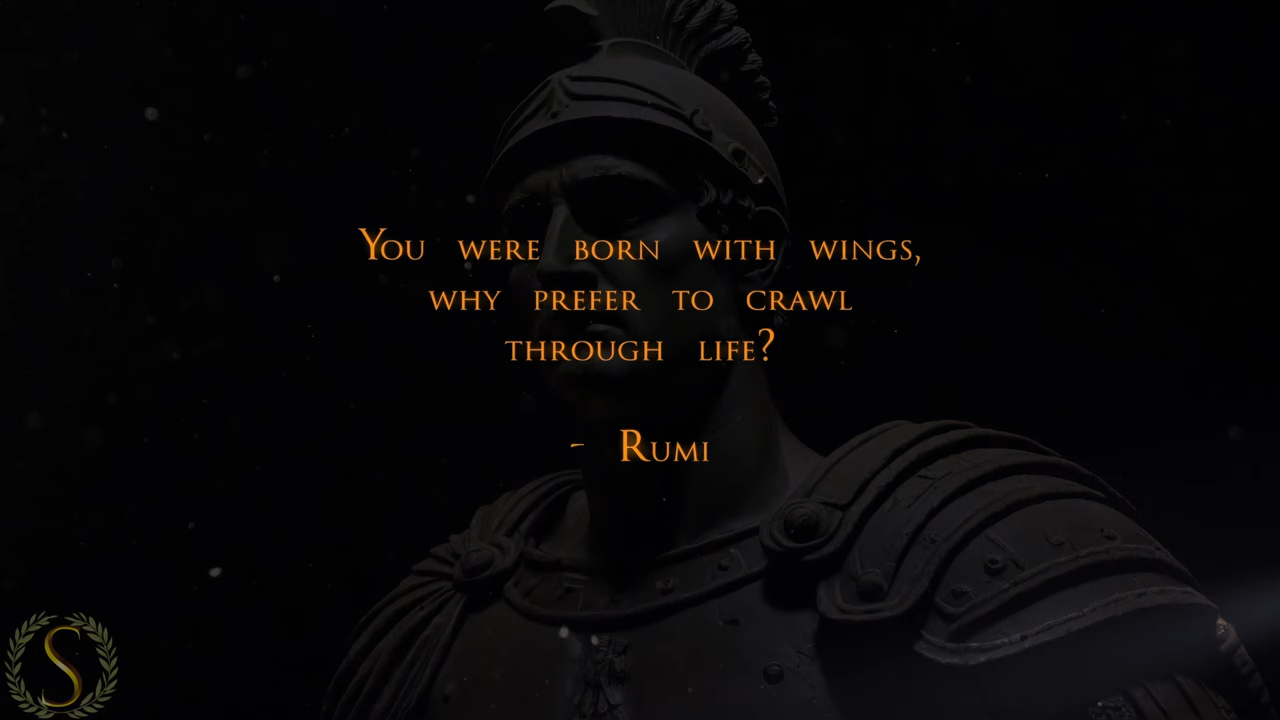 You were born with wings,
why prefer to crawl
through life?
- Rumi
S